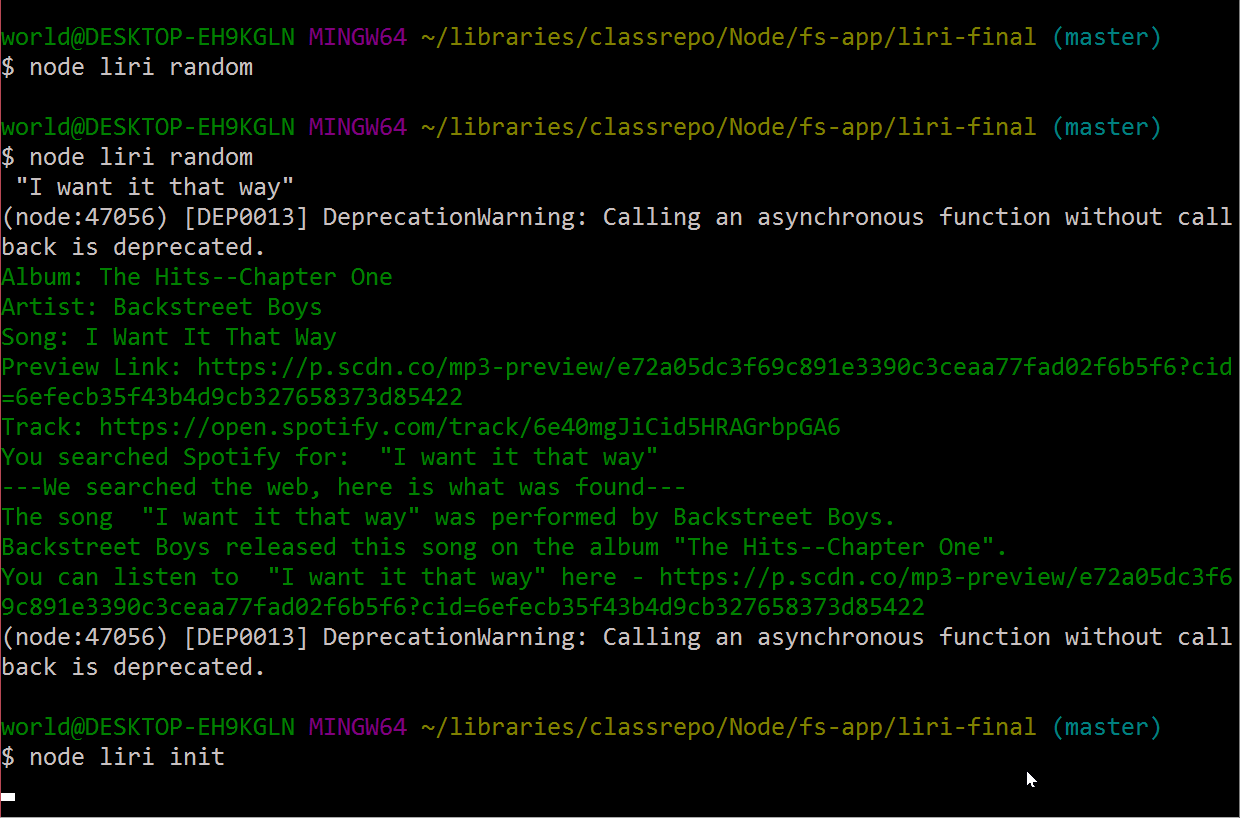 world@DESKTOP-EH9KGLN MINGW64 ~/libraries/classrepo/Node/fs-app/liri-final (master)
$ node liri random
world@DESKTOP-EH9KGLN MINGW64 ~/libraries/classrepo/Node/fs-app/liri-final (master)
$ node liri random
 "I want it that way"
(node:47056) [DEP0013] DeprecationWarning: Calling an asynchronous function without call
back is deprecated.
Album: The Hits--Chapter One
Artist: Backstreet Boys
Song: I Want It That Way
Preview Link: https://p.scdn.co/mp3-preview/e72a05dc3f69c891e3390c3ceaa77fad02f6b5f6?cid
=6efecb35f43b4d9cb327658373d85422
Track: https://open.spotify.com/track/6e40mgJiCid5HRAGrbpGA6
You searched Spotify for:  "I want it that way"
---We searched the web, here is what was found---
The song  "I want it that way" was performed by Backstreet Boys.
Backstreet Boys released this song on the album "The Hits--Chapter One".
You can listen to  "I want it that way" here - https://p.scdn.co/mp3-preview/e72a05dc3f6
9c891e3390c3ceaa77fad02f6b5f6?cid=6efecb35f43b4d9cb327658373d85422
(node:47056) [DEP0013] DeprecationWarning: Calling an asynchronous function without call
back is deprecated.
world@DESKTOP-EH9KGLN MINGW64 ~/libraries/classrepo/Node/fs-app/liri-final (master)
$ node liri init